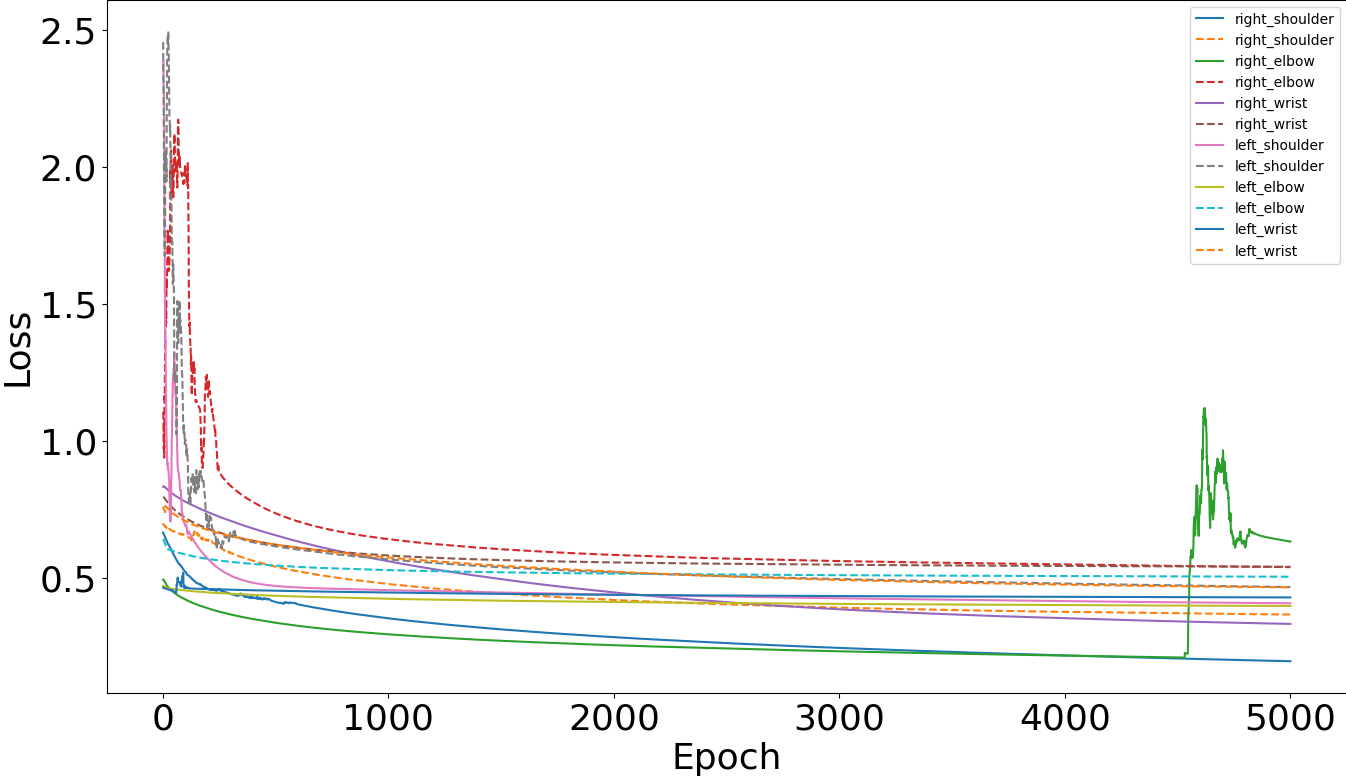 2.5
2.0
1.5
1.0
0.5
Loss
0
1000
2000
3000
4000
5000
Epoch
right_shoulder
right_shoulder
right_elbow
right_elbow
right_wrist
right_wrist
left_shoulder
left_shoulder
left_elbow
left_elbow
left_wrist
left_wrist